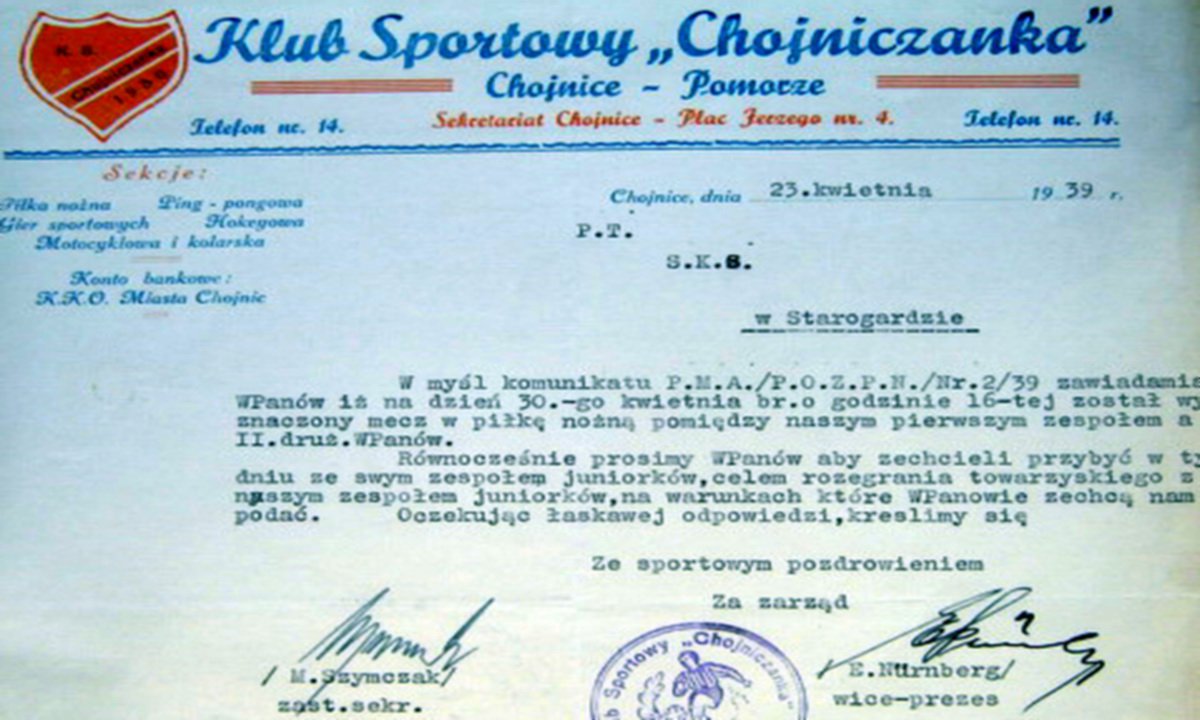 K. S.
Chojniczanka
1930
Klub Sportowy „Chojniczanka”
Chojnice - Pomorze
Telefon nr. 14.
Sekretariat Chojnice - Plac Jerzego nr. 4.
Telefon nr. 14.
Sekcje:
Piłka nożna Ping - pongowa
Gier sportowych Hokeyowa
Motocyklowa i kolarska
Konto bankowe:
K.K.O. Miasta Chojnic
Chojnice, dnia 23.kwietnia 1939 r.
P.T.
S.K.S.
w Starogardzie
W myśl komunikatu P.M.A./P.O.Z.P.N./Nr.2/39 zawiadamia
WPanów iż na dzień 30.-go kwietnia br.o godzinie 16-tej został wy
znaczony mecz w piłkę nożną pomiędzy naszym pierwszym zespołem a
II.druż.WPanów.
Równocześnie prosimy WPanów aby zechcieli przybyć w ty
dniu ze swym zespołem juniorków,celem rozegrania towarzyskiego z
naszym zespołem juniorków,na warunkach które WPanowie zechcą nam
podać. Oczekując łaskawej odpowiedzi,kreslimy się
Ze sportowym pozdrowieniem
Za zarząd
/ M.Szymczak/
zast.sekr.
Sportowy „Chojniczanka”
/ E.Nürnberg/
wice-prezes